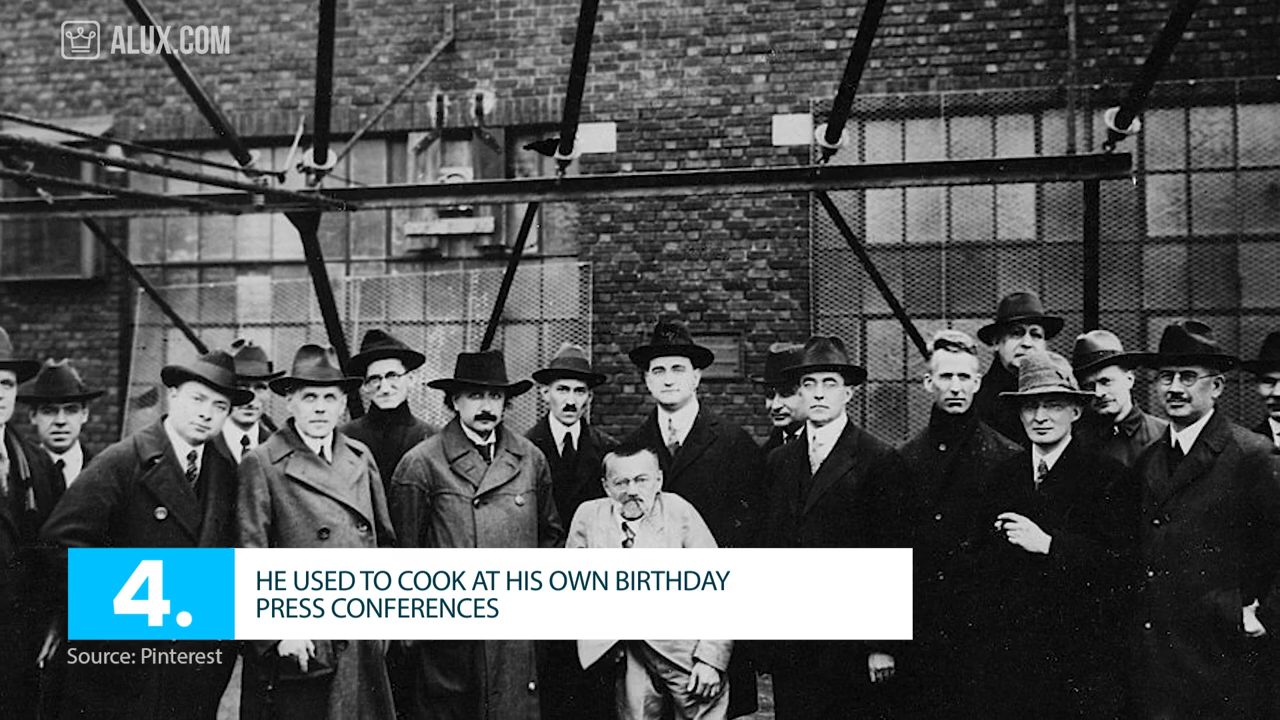 ALUX.COM
4.
HE USED TO COOK AT HIS OWN BIRTHDAY
PRESS CONFERENCES
Source: Pinterest